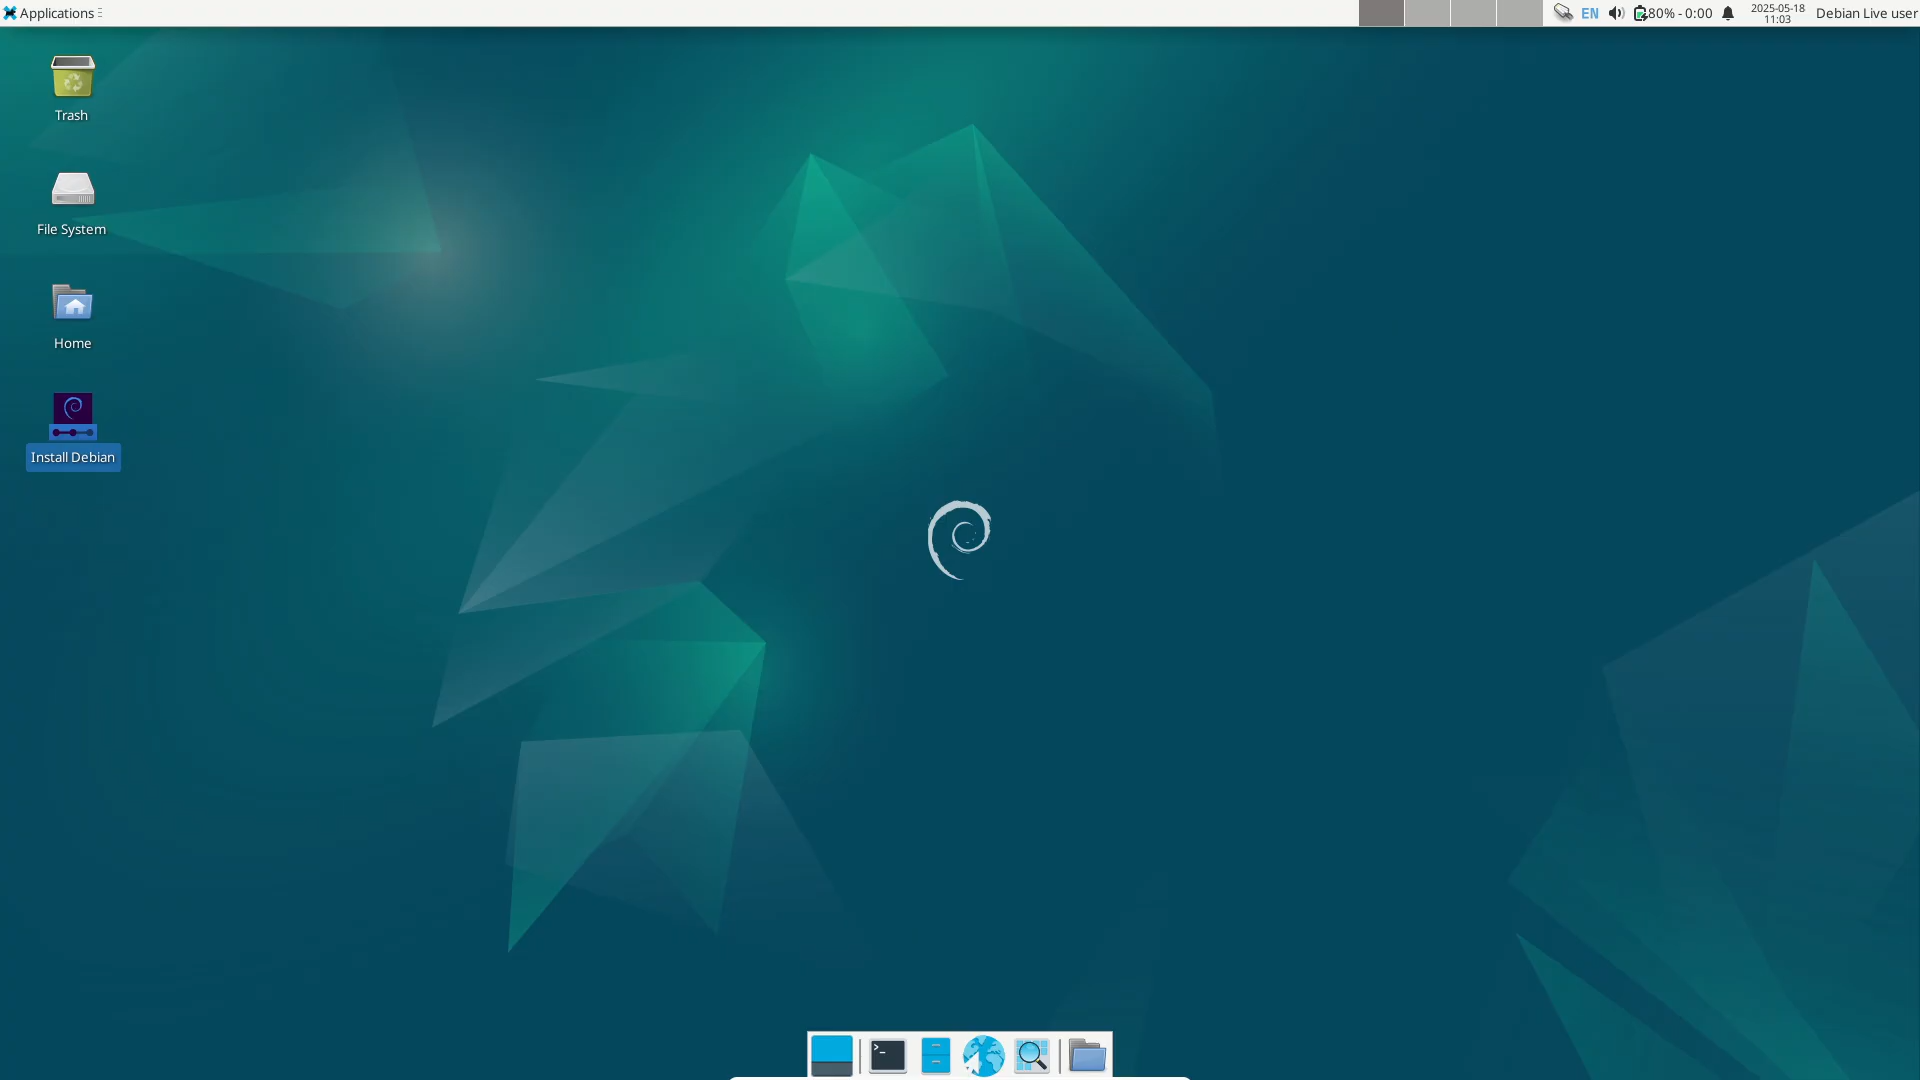 Applications
EN
80% - 0:00
2025-05-18
11:03
Debian Live user
Trash
File System
Home
Install Debian
>_